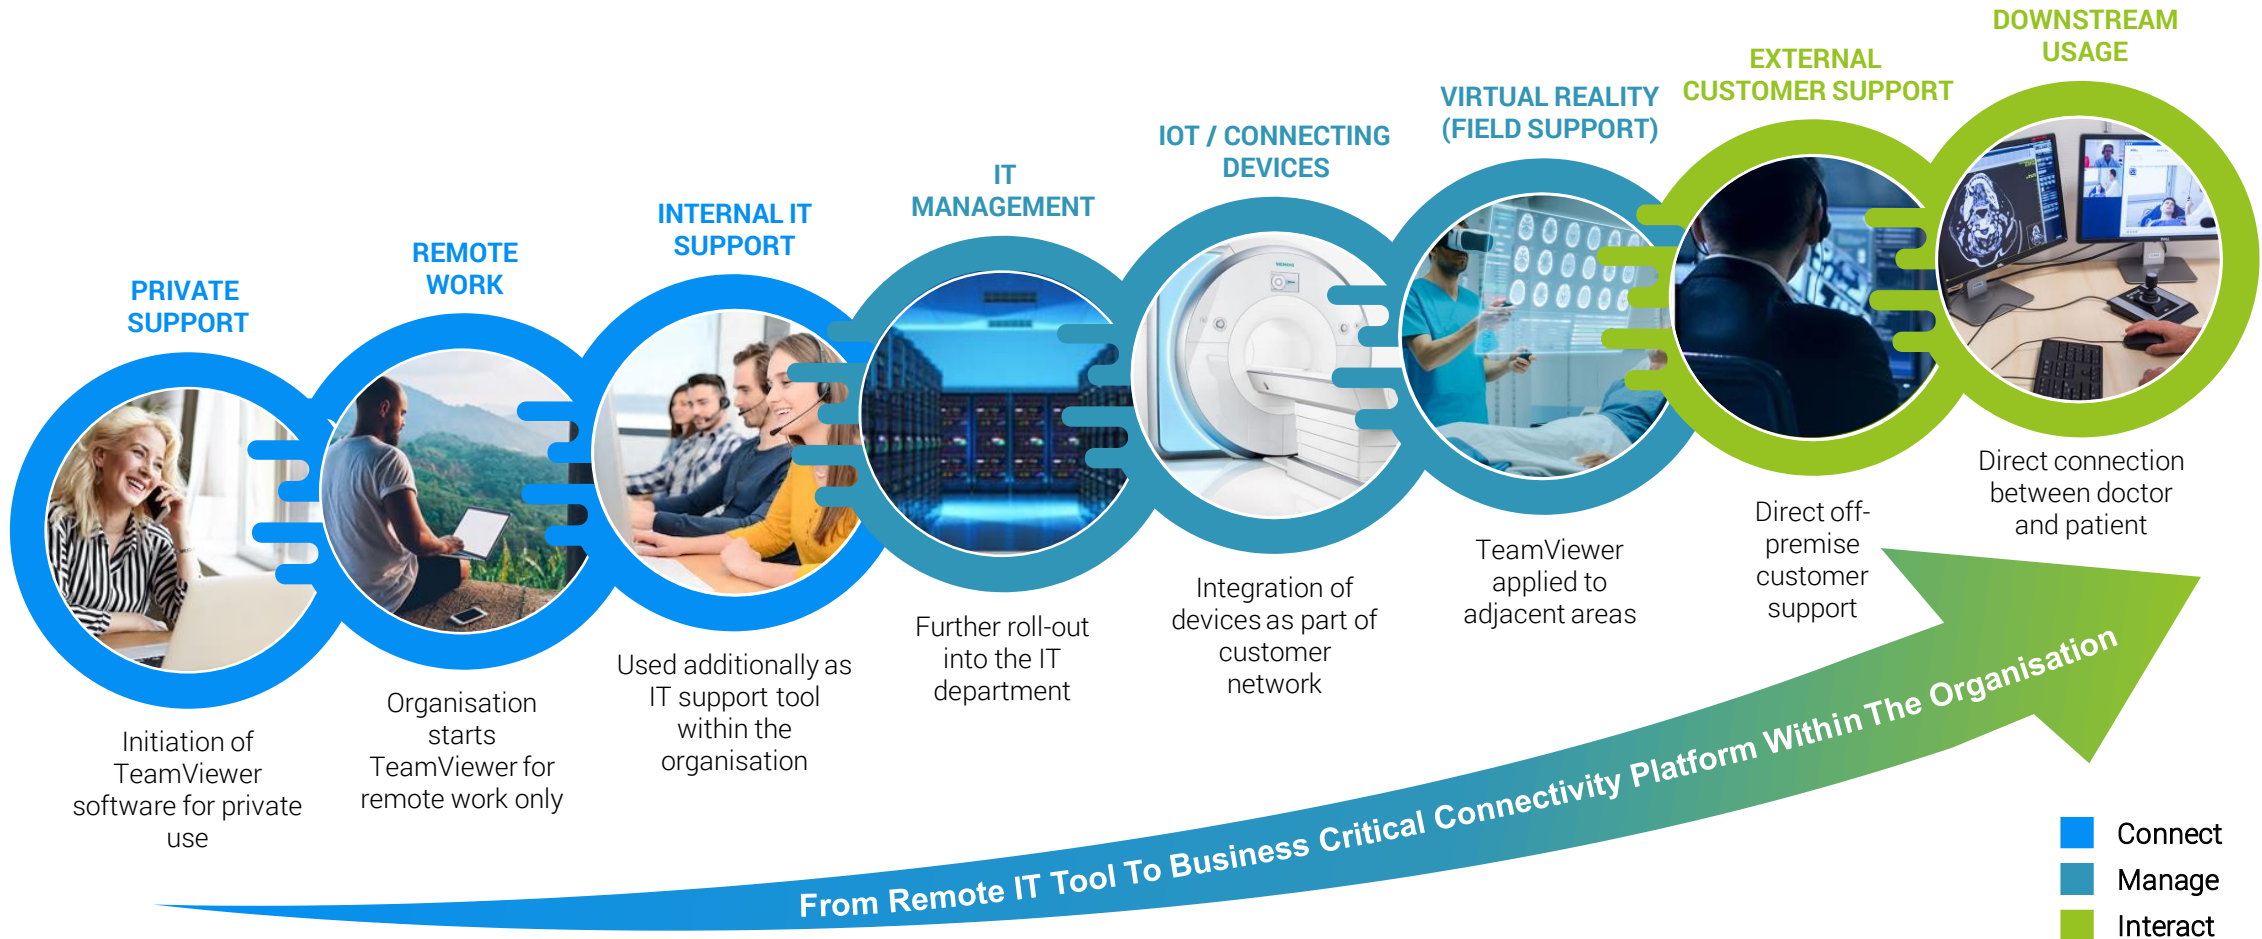 PRIVATE
SUPPORT
Initiation of
TeamViewer
software for private
use
REMOTE
WORK
Organisation
starts
TeamViewer for
remote work only
INTERNAL IT
SUPPORT
Used additionally as
IT support tool
within the
organisation
IT
MANAGEMENT
Further roll-out
into the IT
department
IOT / CONNECTING
DEVICES
SIEMENS
Integration of
devices as part of
customer
network
VIRTUAL REALITY
(FIELD SUPPORT)
TeamViewer
applied to
adjacent areas
EXTERNAL
CUSTOMER SUPPORT
Direct off-
premise
customer
support
DOWNSTREAM
USAGE
Direct connection
between doctor
and patient
From Remote IT Tool To Business Critical Connectivity Platform Within The Organisation
Connect
Manage
Interact